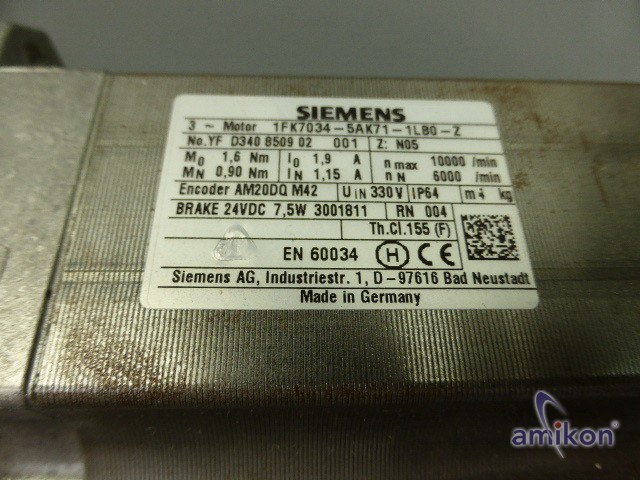 SIEMENS
3 ~ Motor 1FK7034-5AK71-1LB0-Z
No.YF D340 8509 02 001 Z: N05
M0 1,6 Nm I0 1,9 A n max 10000 /min
MN 0,90 Nm IN 1,15 A n N 6000 /min
Encoder AM20DQ M42 UIN 330V IP64 m 4 kg
BRAKE 24VDC 7,5W 3001811 RN 004
Th.Cl.155 (F)
EN 60034 H CE
Siemens AG, Industriestr. 1, D-97616 Bad Neustadt
Made in Germany
amikon